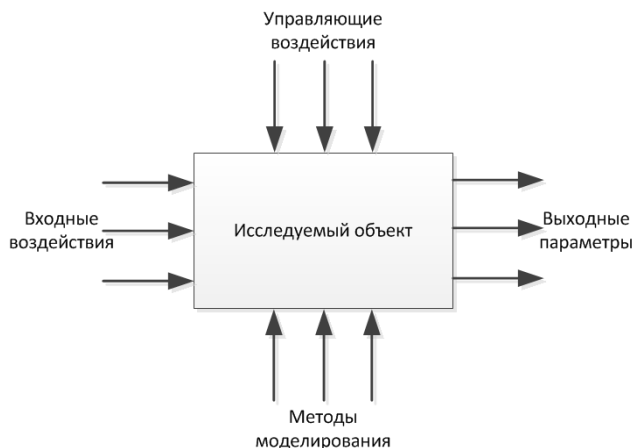 Управляющие
воздействия
Входные
воздействия
Исследуемый объект
Выходные
параметры
Методы
моделирования